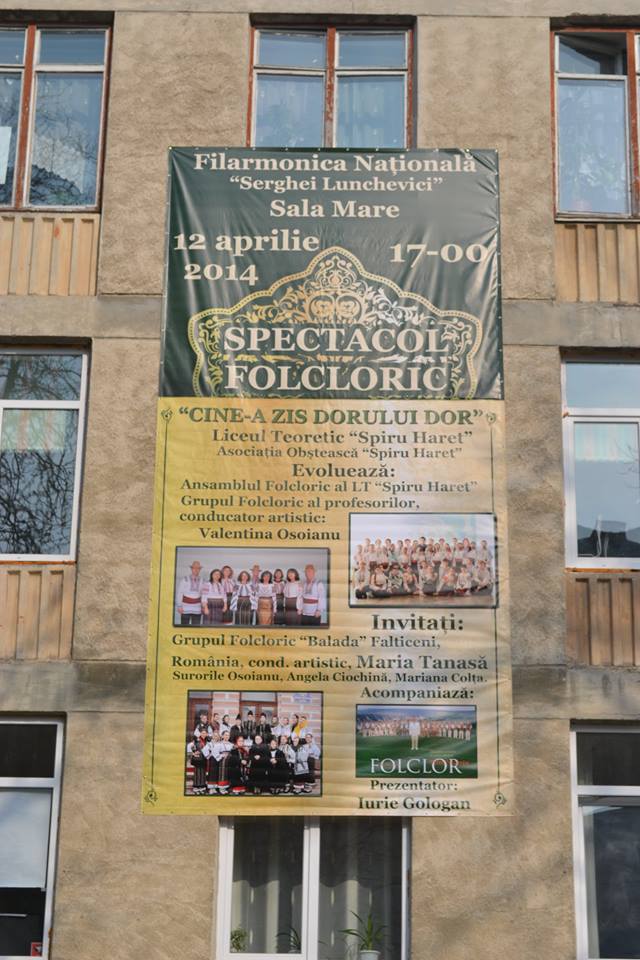 Filarmonica Națională
"Serghei Lunchevici"
Sala Mare
12 aprilie 2014
17-00
SPECTACOL
FOLCLORIC
"CINE-A ZIS DORULUI DOR"
Liceul Teoretic "Spiru Haret"
Asociația Obștească "Spiru Haret"
Evoluează:
Ansamblul Folcloric al LT "Spiru Haret"
Grupul Folcloric al profesorilor,
conducator artistic:
Valentina Osoianu
Invitați:
Grupul Folcloric "Balada" Falticeni,
România, cond. artistic, Maria Tanasă
Surorile Osoianu, Angela Ciochină, Mariana Colța.
Acompaniază:
FOLCLOR
Prezentator:
Iurie Gologan